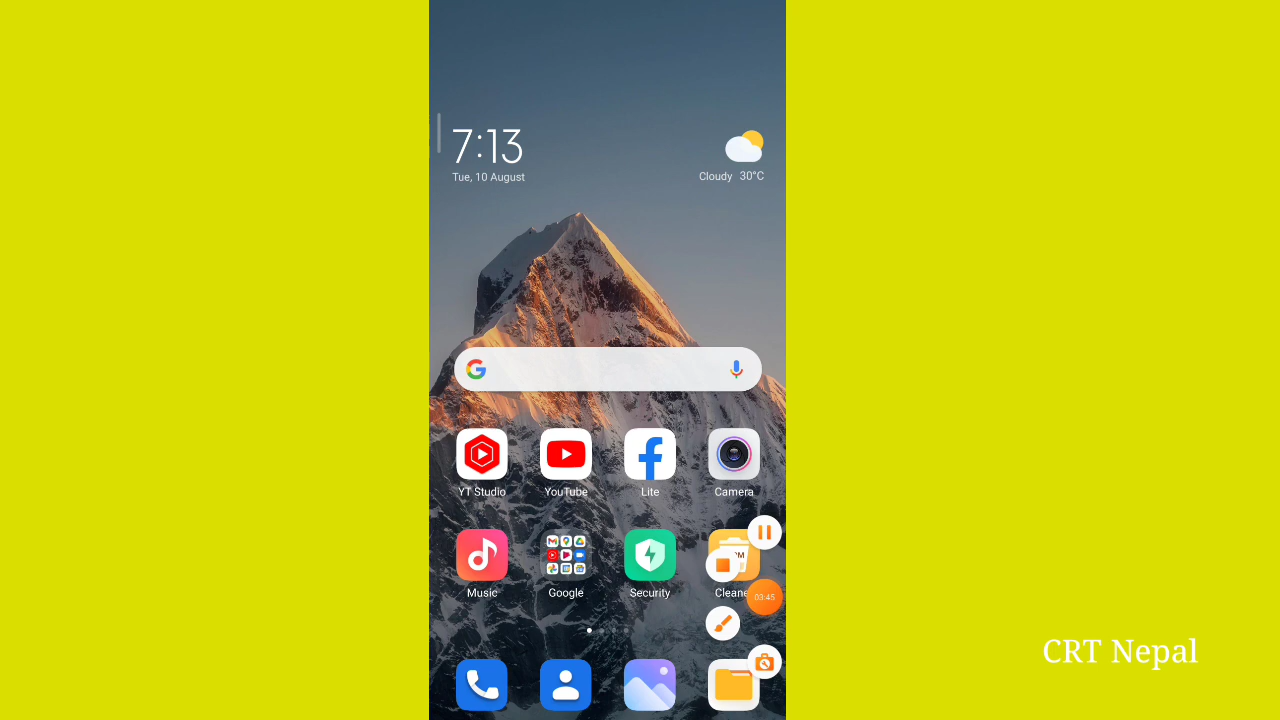 7:13
Tue, 10 August
Cloudy 30°C
YT Studio
YouTube
Lite
Camera
Music
Google
Security
Cleane
03:45
CRT Nepal